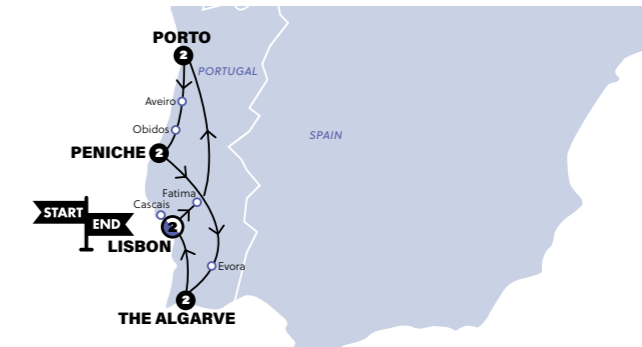 PORTO
2
PORTUGAL
Aveiro
Obidos
SPAIN
PENICHE 2
Fatima
Cascais
START
END
2
LISBON
Evora
2
THE ALGARVE